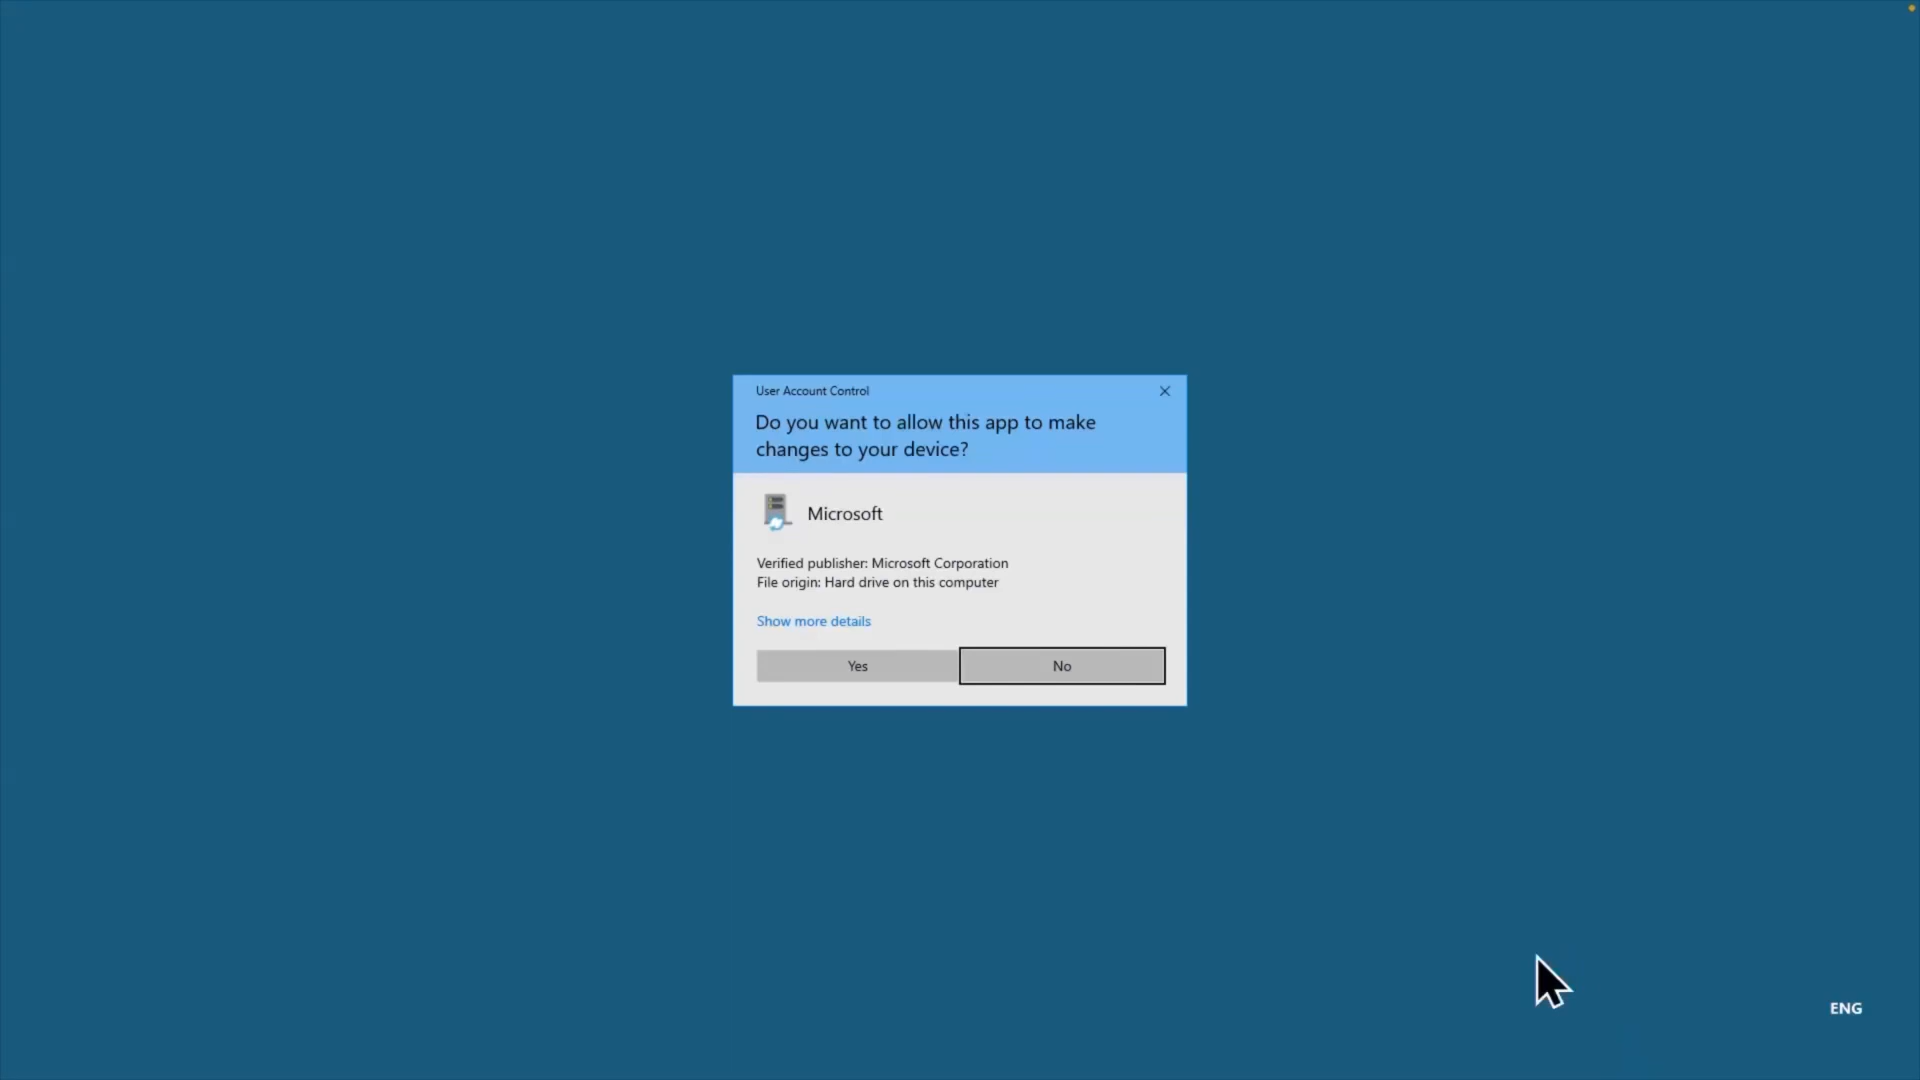 User Account Control
Do you want to allow this app to make
changes to your device?
Microsoft
Verified publisher: Microsoft Corporation
File origin: Hard drive on this computer
Show more details
Yes
No
ENG